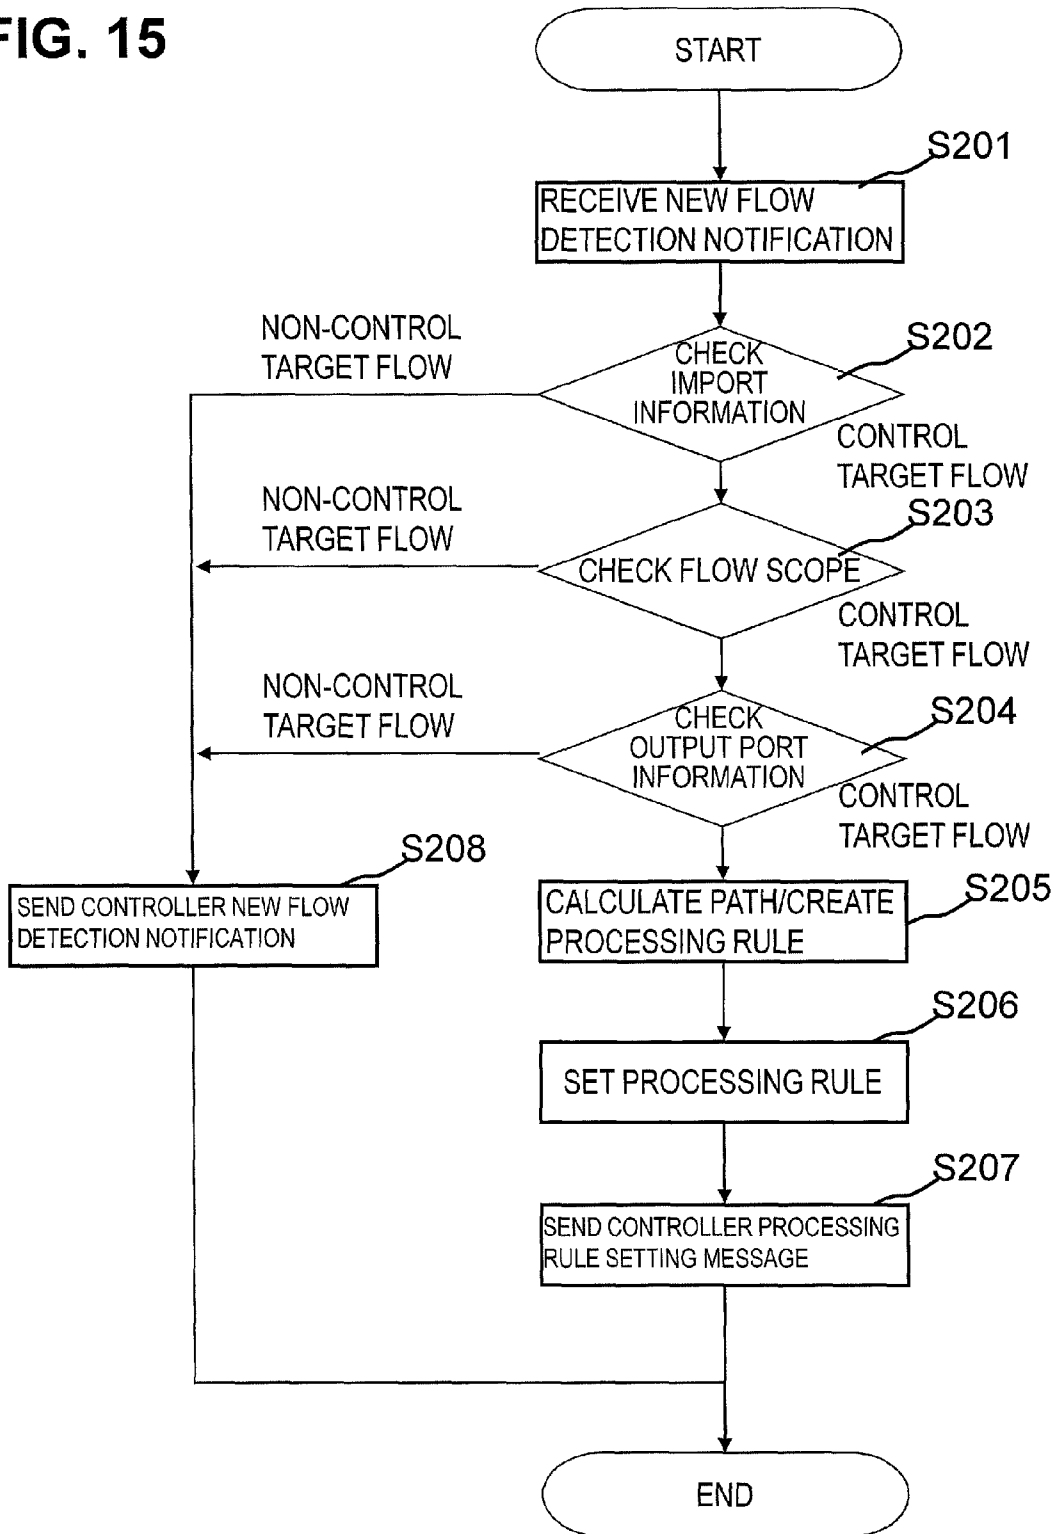 FIG. 15
START
S201
RECEIVE NEW FLOW
DETECTION NOTIFICATION
NON-CONTROL
TARGET FLOW
S202
CHECK
IMPORT
INFORMATION
CONTROL
TARGET FLOW
NON-CONTROL
TARGET FLOW
S203
CHECK FLOW SCOPE
CONTROL
TARGET FLOW
NON-CONTROL
TARGET FLOW
S204
CHECK
OUTPUT PORT
INFORMATION
CONTROL
TARGET FLOW
S208
SEND CONTROLLER NEW FLOW
DETECTION NOTIFICATION
S205
CALCULATE PATH/CREATE
PROCESSING RULE
S206
SET PROCESSING RULE
S207
SEND CONTROLLER PROCESSING
RULE SETTING MESSAGE
END